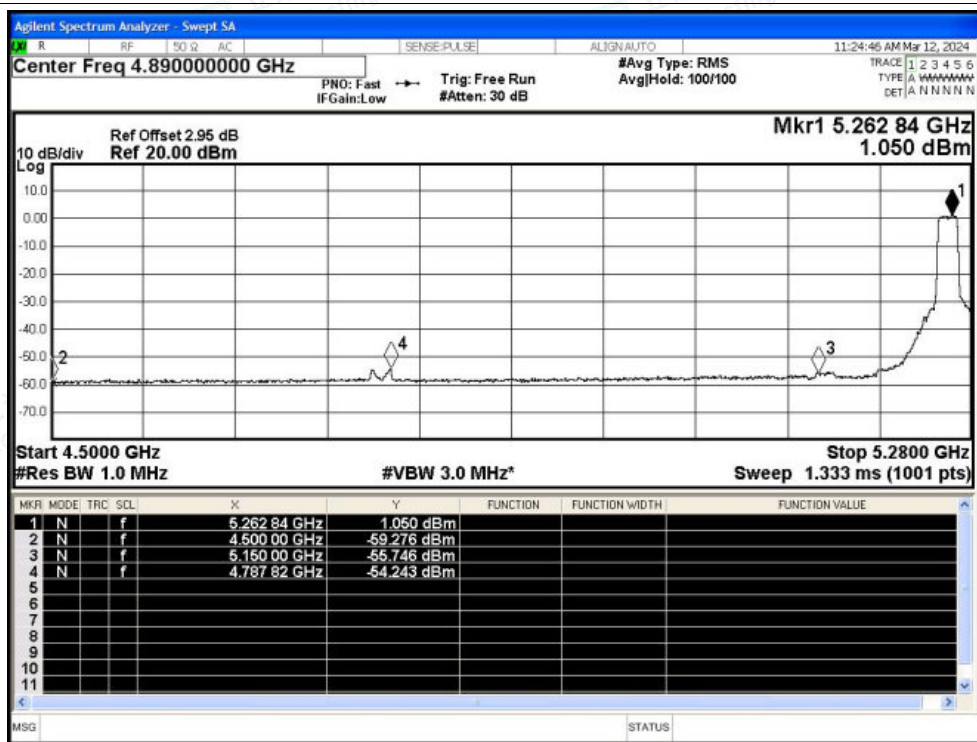 Agilent Spectrum Analyzer - Swept SA
LXI R RF 50 Ω AC SENSE:PULSE ALIGNAUTO 11:24:46 AM Mar 12, 2024
Center Freq 4.890000000 GHz
#Avg Type: RMS
TRACE 1 2 3 4 5 6
PNO: Fast Trig: Free Run Avg|Hold: 100/100
TYPE A WWWWW
IFGain:Low #Atten: 30 dB
DET A N N N N N
Mkr1 5.262 84 GHz
Ref Offset 2.95 dB
1.050 dBm
10 dB/div Ref 20.00 dBm
Log
10.0
1
0.00
-10.0
-20.0
-30.0
-40.0
4
3
-50.0
2
-60.0
-70.0
Start 4.5000 GHz Stop 5.2800 GHz
#Res BW 1.0 MHz #VBW 3.0 MHz* Sweep 1.333 ms (1001 pts)
MKR MODE TRC SCL X Y FUNCTION FUNCTION WIDTH FUNCTION VALUE
1 N f 5.262 84 GHz 1.050 dBm
2 N f 4.500 00 GHz -59.276 dBm
3 N f 5.150 00 GHz -55.746 dBm
4 N f 4.787 82 GHz -54.243 dBm
5
6
7
8
9
10
11
MSG STATUS